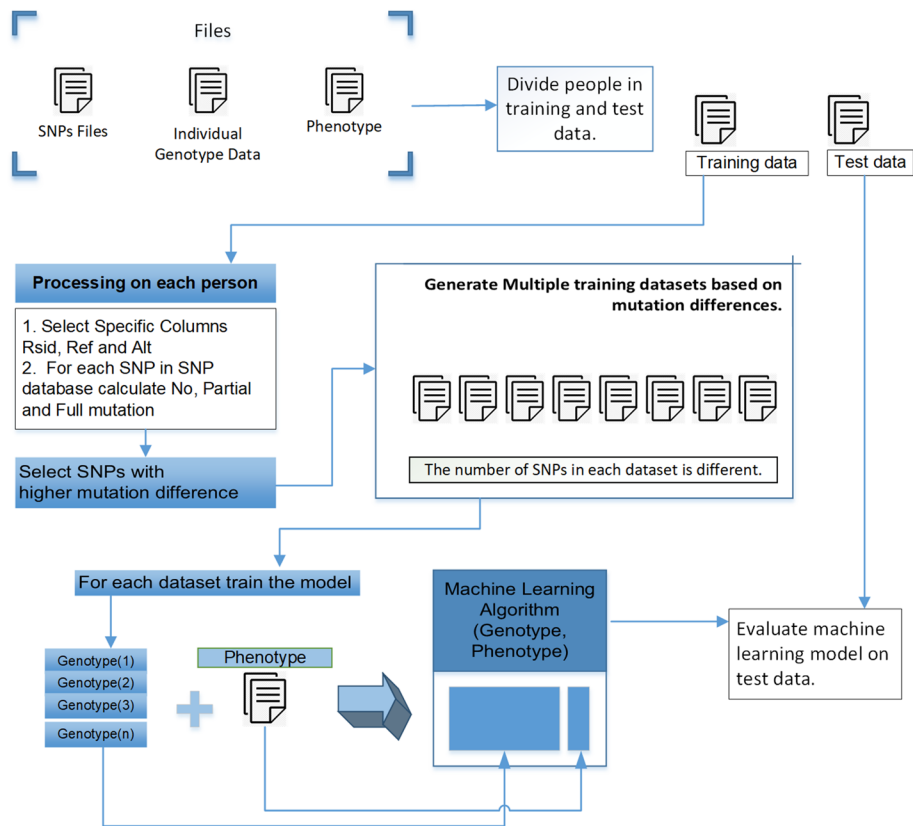 Files
SNPs Files
Individual
Genotype Data
Phenotype
Divide people in
training and test
data.
Training data
Test data
Processing on each person
1. Select Specific Columns
Rsid, Ref and Alt
2. For each SNP in SNP
database calculate No, Partial
and Full mutation
Select SNPs with
higher mutation difference
Generate Multiple training datasets based on
mutation differences.
The number of SNPs in each dataset is different.
For each dataset train the model
Genotype(1)
Genotype(2)
Genotype(3)
Genotype(n)
Phenotype
Machine Learning
Algorithm
(Genotype,
Phenotype)
Evaluate machine
learning model on
test data.